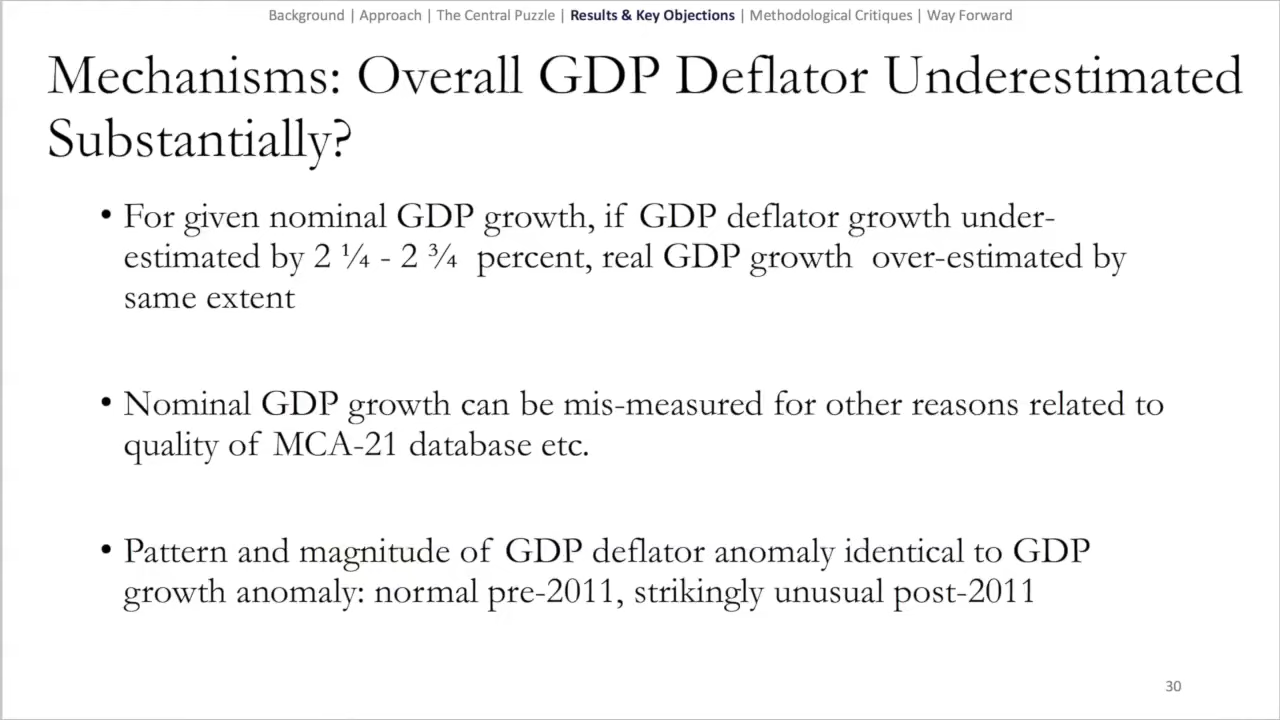 Background | Approach | The Central Puzzle | Results & Key Objections | Methodological Critiques | Way Forward
Mechanisms: Overall GDP Deflator Underestimated
Substantially?
• For given nominal GDP growth, if GDP deflator growth under-
estimated by 2 ¼ - 2 ¾ percent, real GDP growth over-estimated by
same extent
• Nominal GDP growth can be mis-measured for other reasons related to
quality of MCA-21 database etc.
• Pattern and magnitude of GDP deflator anomaly identical to GDP
growth anomaly: normal pre-2011, strikingly unusual post-2011
30